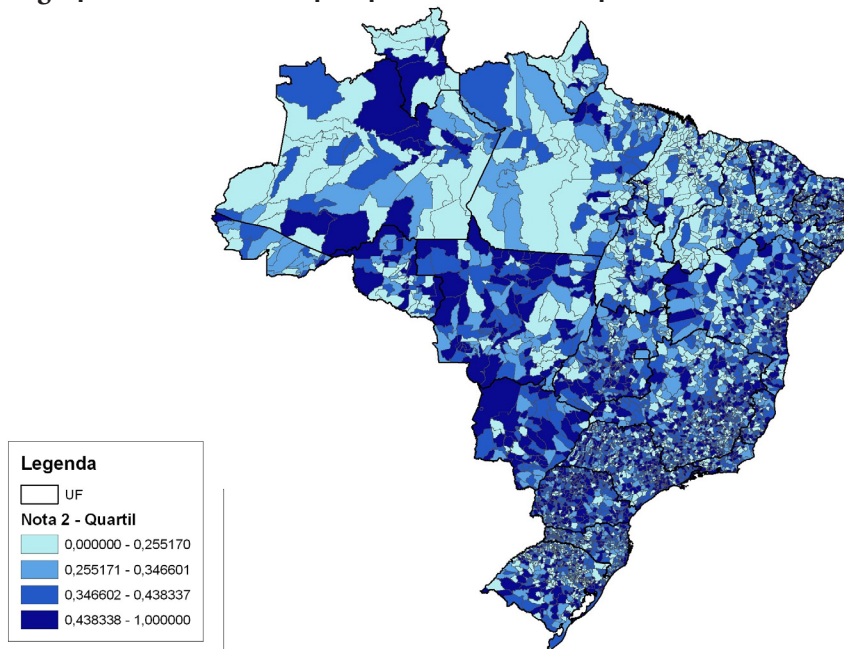 Legenda
UF
Nota 2 - Quartil
0,000000 - 0,255170
0,255171 - 0,346601
0,346602 - 0,438337
0,438338 - 1,000000